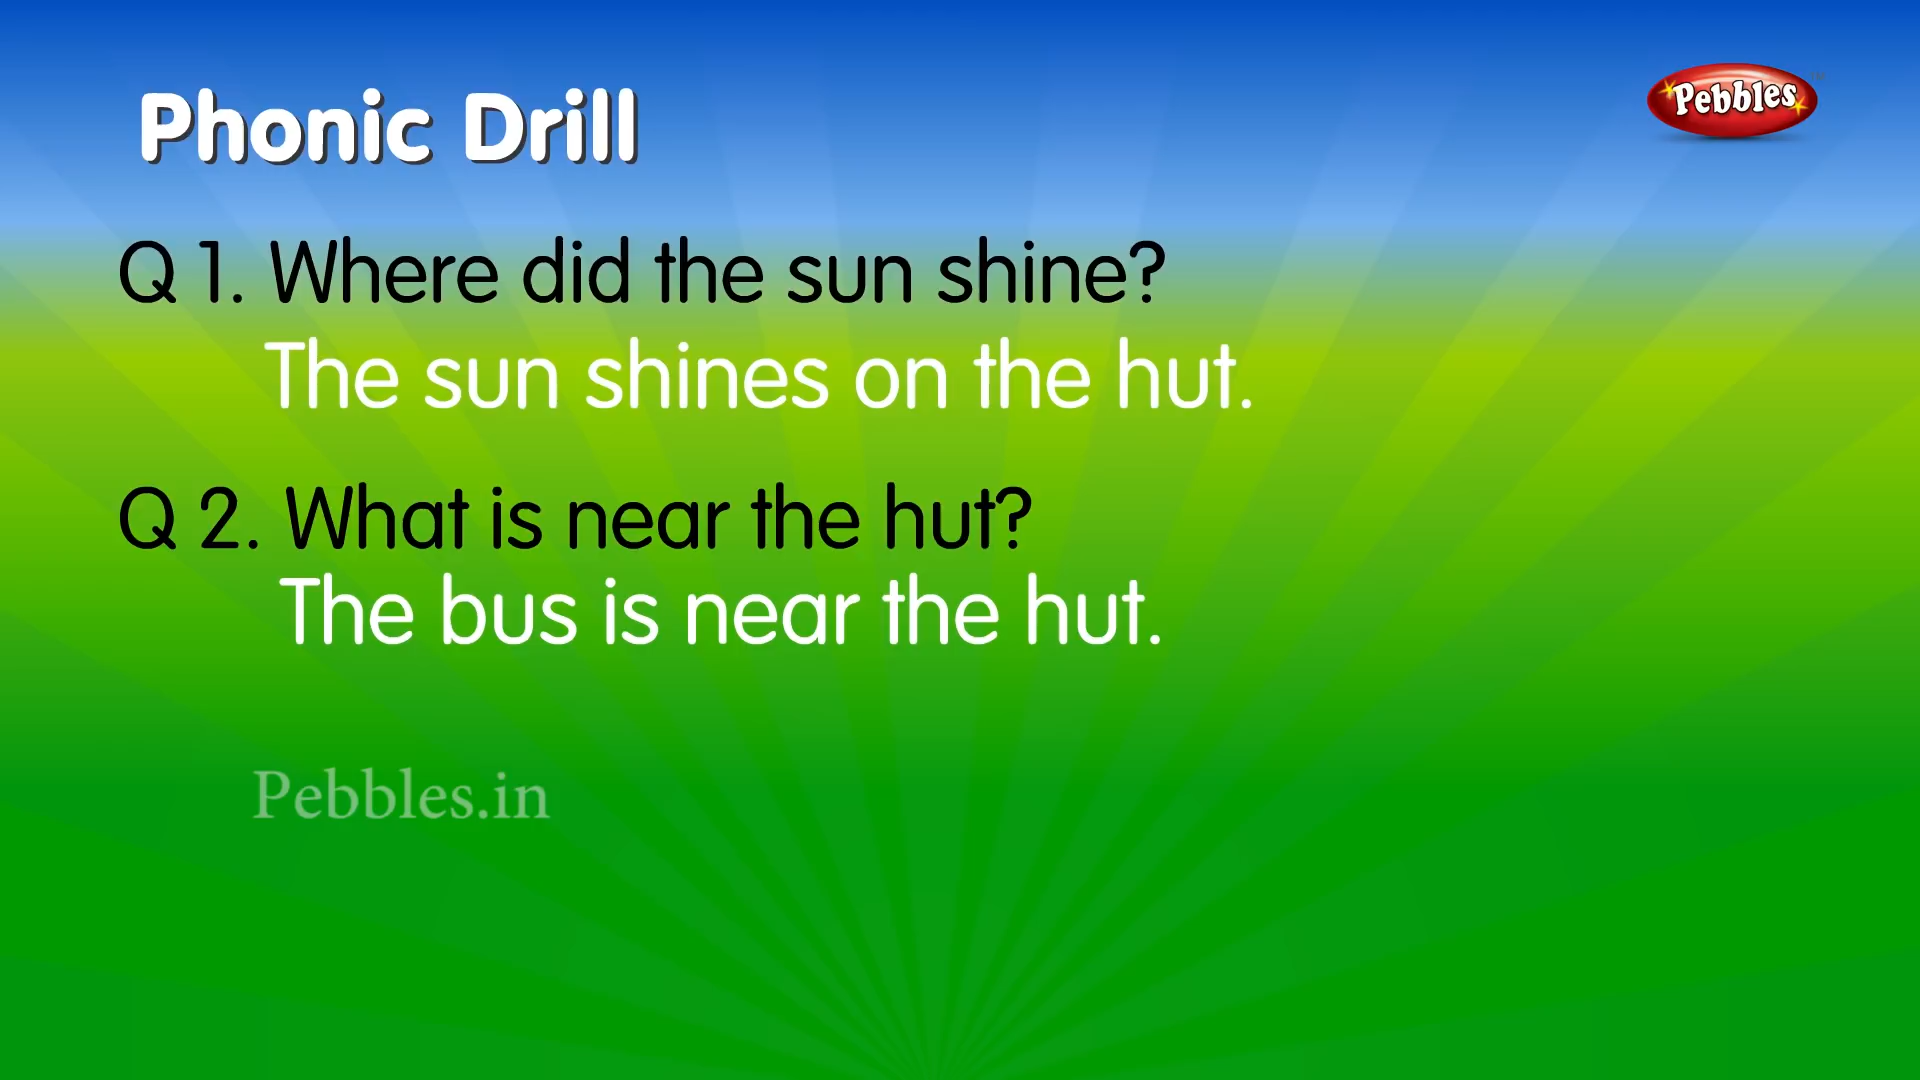 Phonic Drill
Pebbles™
Q 1. Where did the sun shine?
The sun shines on the hut.
Q 2. What is near the hut?
The bus is near the hut.
Pebbles.in